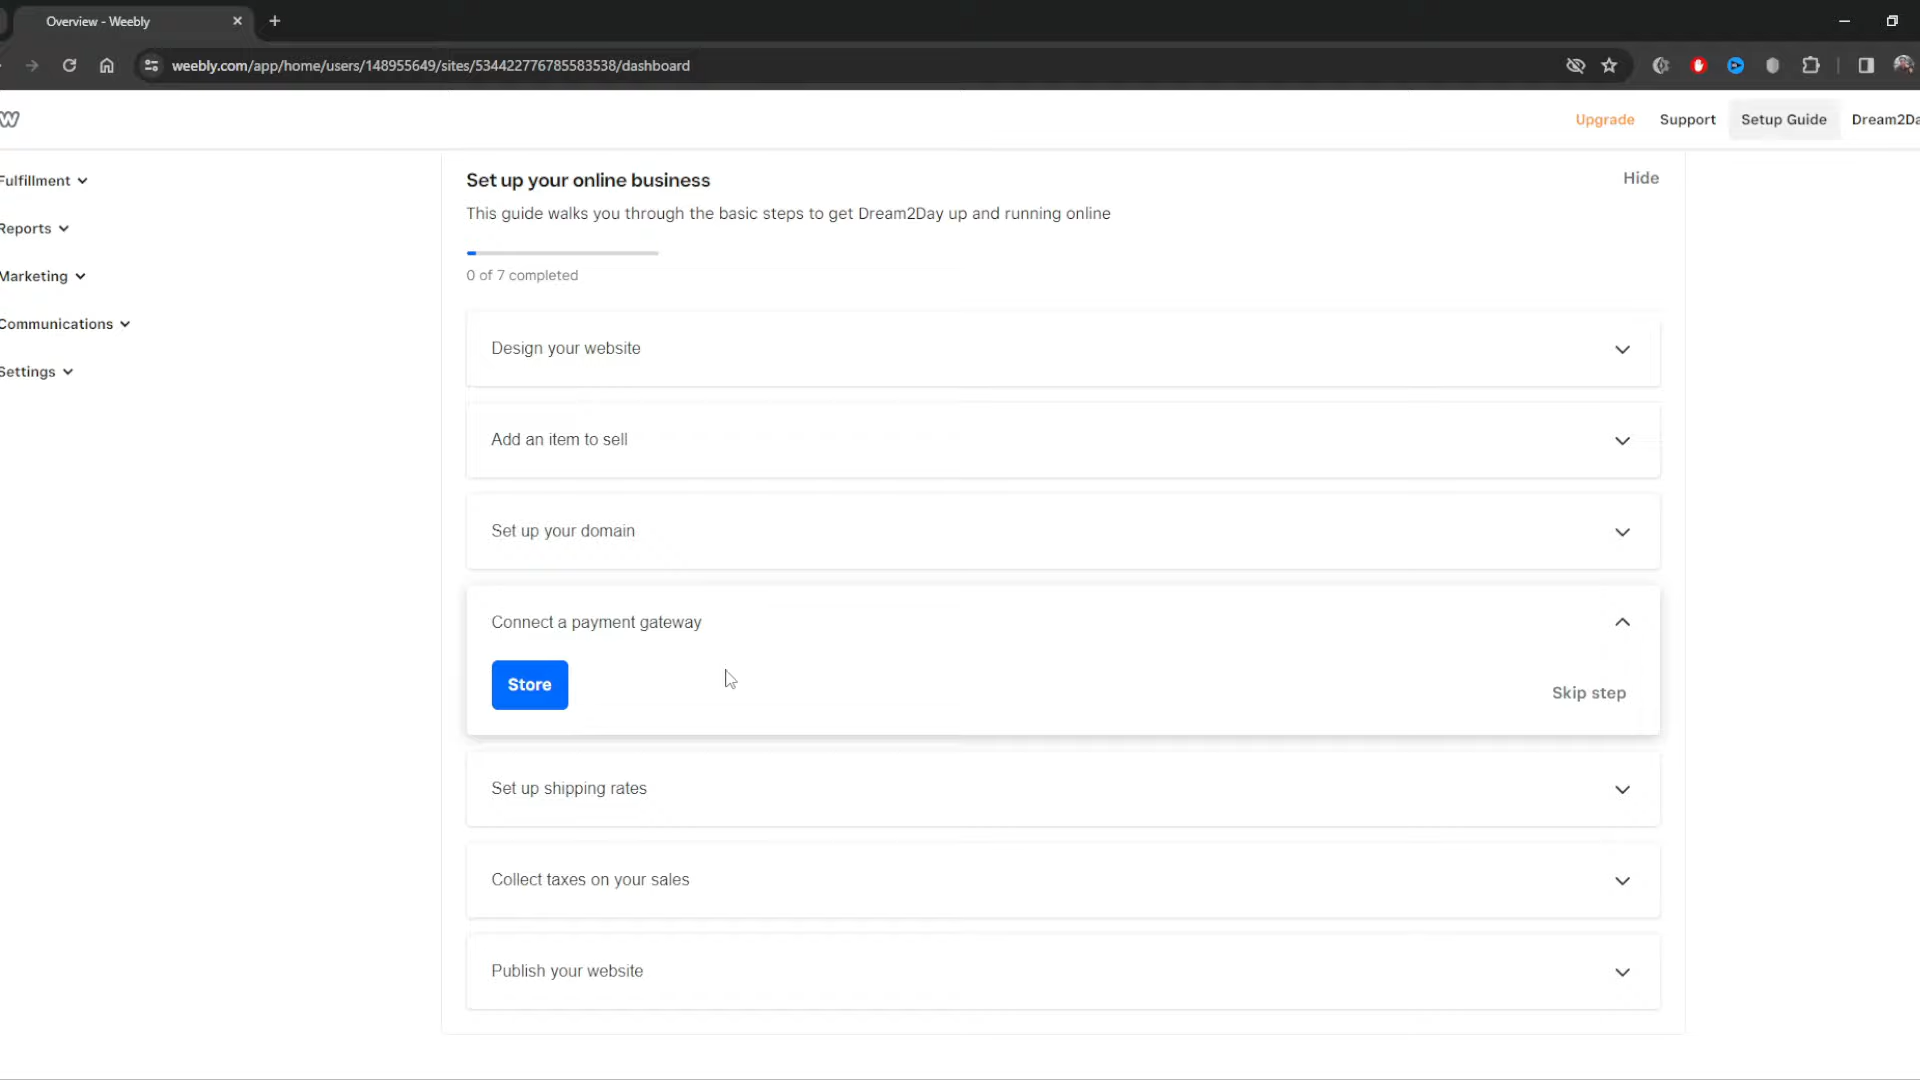 Overview - Weebly
weebly.com/app/home/users/148955649/sites/534422776785583538/dashboard
Upgrade
Support
Setup Guide
Dream2Da
Fulfillment
Reports
Marketing
Communications
Settings
Set up your online business
Hide
This guide walks you through the basic steps to get Dream2Day up and running online
0 of 7 completed
Design your website
Add an item to sell
Set up your domain
Connect a payment gateway
Store
Skip step
Set up shipping rates
Collect taxes on your sales
Publish your website